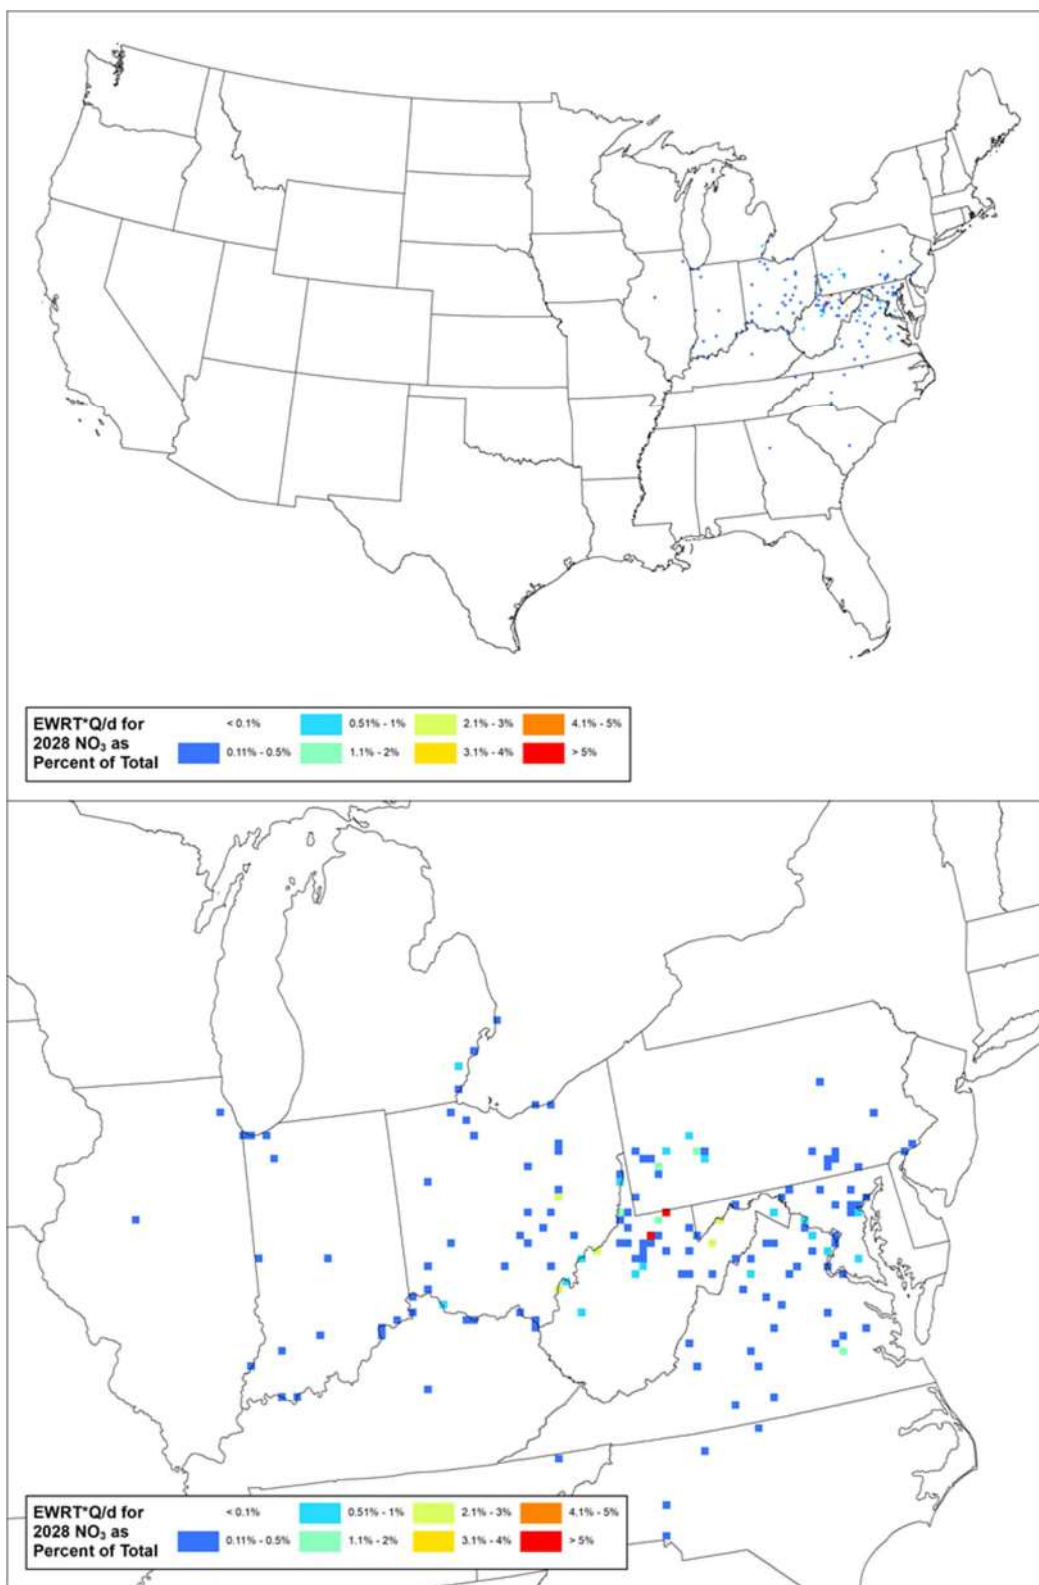 EWRT*Q/d for
2028 NO₃ as
Percent of Total
< 0.1%
0.51% - 1%
2.1% - 3%
4.1% - 5%
0.11% - 0.5%
1.1% - 2%
3.1% - 4%
> 5%
EWRT*Q/d for
2028 NO₃ as
Percent of Total
< 0.1%
0.51% - 1%
2.1% - 3%
4.1% - 5%
0.11% - 0.5%
1.1% - 2%
3.1% - 4%
> 5%